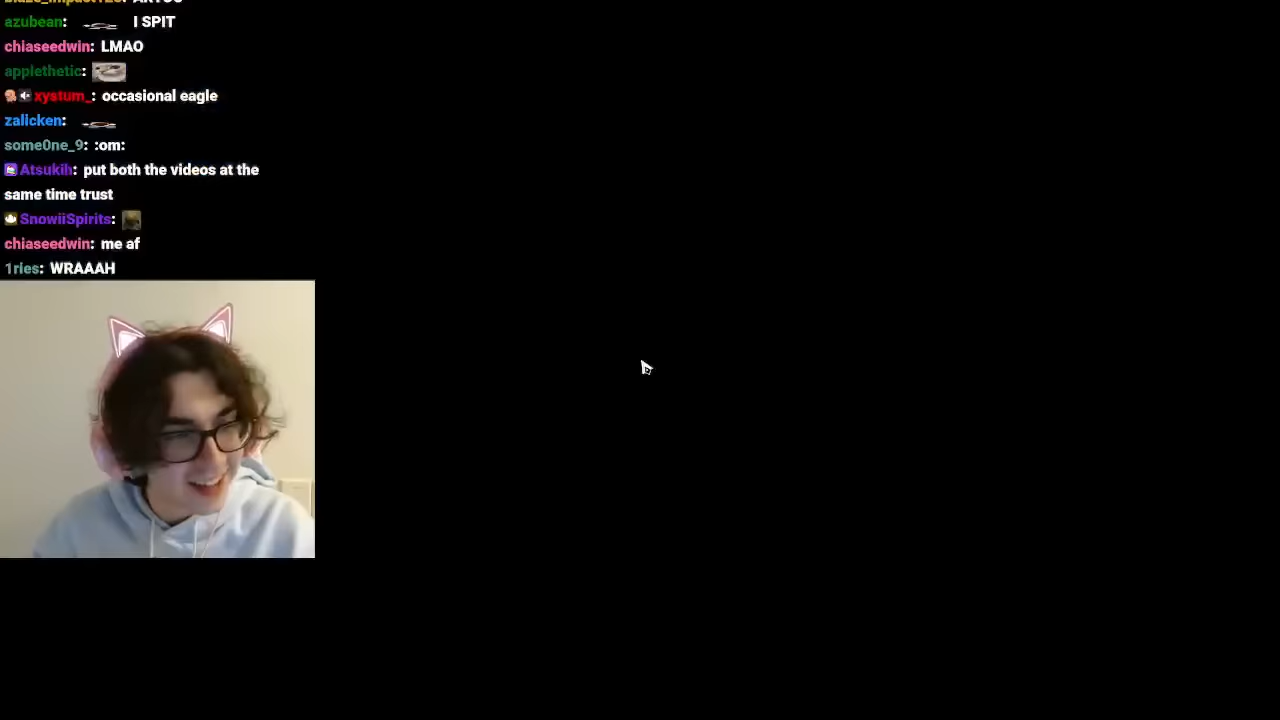 azubean: I SPIT
chiaseedwin: LMAO
applethetic:
xystum_: occasional eagle
zalicken:
some0ne_9: :om:
Atsukih: put both the videos at the
same time trust
SnowiiSpirits:
chiaseedwin: me af
1ries: WRAAAH